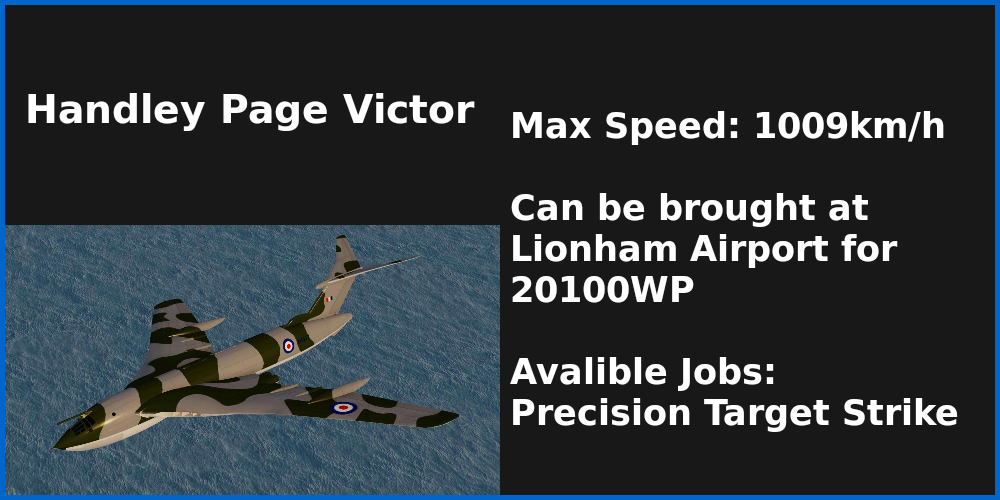 Handley Page Victor
Max Speed: 1009km/h
Can be brought at
Lionham Airport for
20100WP
Avalible Jobs:
Precision Target Strike